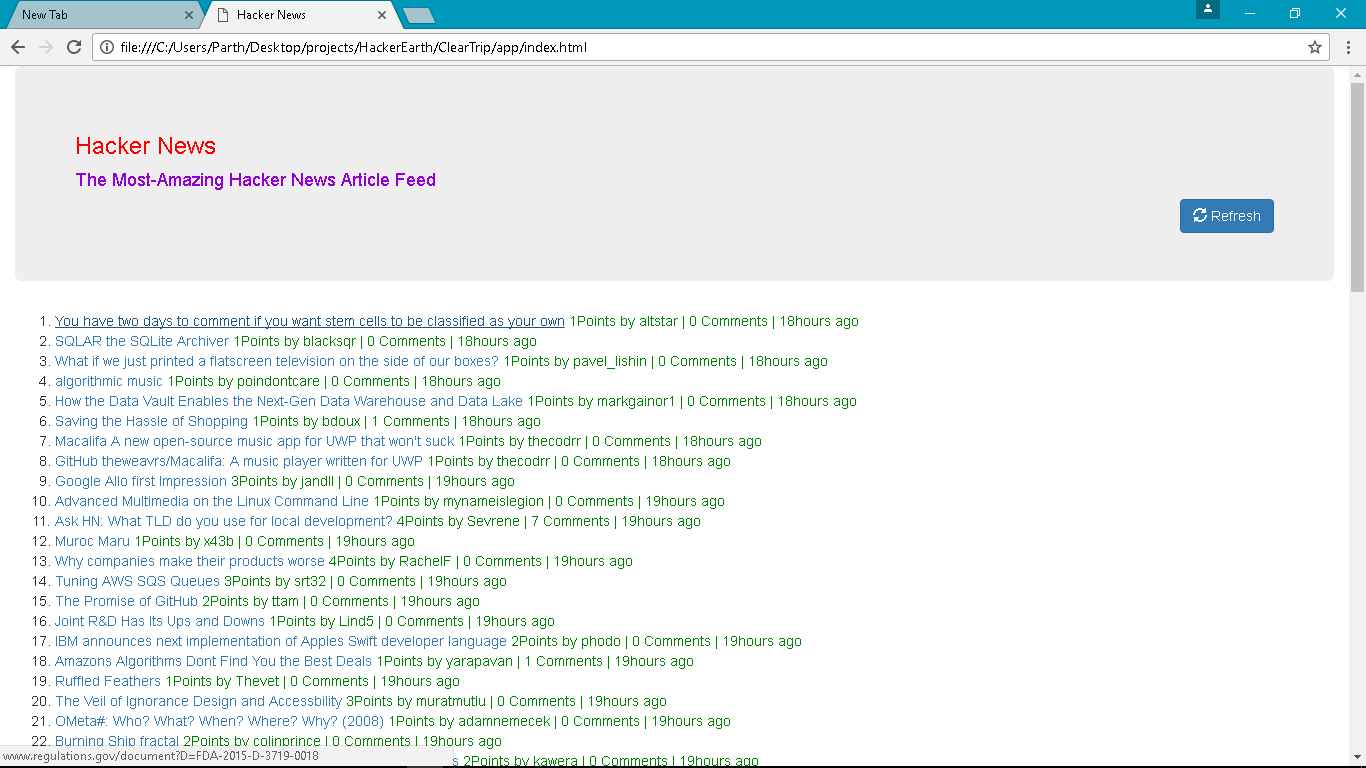 New Tab
Hacker News
file:///C:/Users/Parth/Desktop/projects/HackerEarth/ClearTrip/app/index.html
Hacker News
The Most-Amazing Hacker News Article Feed
Refresh
1. You have two days to comment if you want stem cells to be classified as your own 1Points by altstar | 0 Comments | 18hours ago
2. SQLAR the SQLite Archiver 1Points by blacksqr | 0 Comments | 18hours ago
3. What if we just printed a flatscreen television on the side of our boxes? 1Points by pavel_lishin | 0 Comments | 18hours ago
4. algorithmic music 1Points by poindontcare | 0 Comments | 18hours ago
5. How the Data Vault Enables the Next-Gen Data Warehouse and Data Lake 1Points by markgainor1 | 0 Comments | 18hours ago
6. Saving the Hassle of Shopping 1Points by bdoux | 1 Comments | 18hours ago
7. Macalifa A new open-source music app for UWP that won't suck 1Points by thecodrr | 0 Comments | 18hours ago
8. GitHub theweavrs/Macalifa: A music player written for UWP 1Points by thecodrr | 0 Comments | 18hours ago
9. Google Allo first Impression 3Points by jandll | 0 Comments | 19hours ago
10. Advanced Multimedia on the Linux Command Line 1Points by mynameislegion | 0 Comments | 19hours ago
11. Ask HN: What TLD do you use for local development? 4Points by Sevrene | 7 Comments | 19hours ago
12. Muroc Maru 1Points by x43b | 0 Comments | 19hours ago
13. Why companies make their products worse 4Points by RachelF | 0 Comments | 19hours ago
14. Tuning AWS SQS Queues 3Points by srt32 | 0 Comments | 19hours ago
15. The Promise of GitHub 2Points by ttam | 0 Comments | 19hours ago
16. Joint R&D Has Its Ups and Downs 1Points by Lind5 | 0 Comments | 19hours ago
17. IBM announces next implementation of Apples Swift developer language 2Points by phodo | 0 Comments | 19hours ago
18. Amazons Algorithms Dont Find You the Best Deals 1Points by yarapavan | 1 Comments | 19hours ago
19. Ruffled Feathers 1Points by Thevet | 0 Comments | 19hours ago
20. The Veil of Ignorance Design and Accessbility 3Points by muratmutlu | 0 Comments | 19hours ago
21. OMeta#: Who? What? When? Where? Why? (2008) 1Points by adamnemecek | 0 Comments | 19hours ago
22. Burning Ship fractal 2Points by colinprince | 0 Comments | 19hours ago
s 2Points by kawera | 0 Comments | 19hours ago
www.regulations.gov/document?D=FDA-2015-D-3719-0018